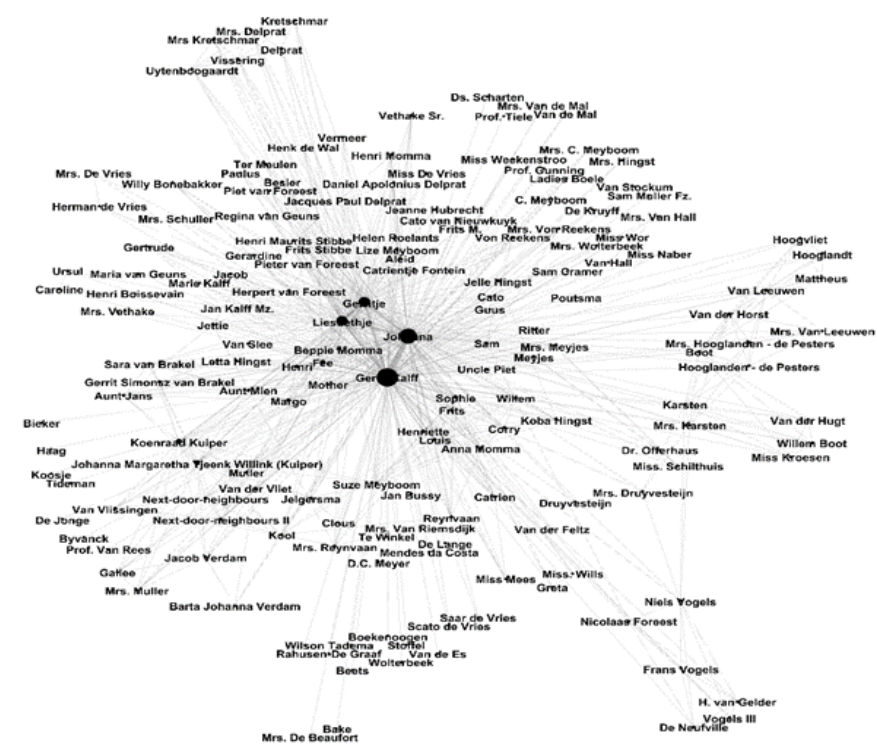 Kretschmar
Mrs. Delprat
Mrs Kretschmar
Delprat
Vissering
Uytenbogaardt
Ds. Scharten
Mrs. Van de Mal
Prof. Tiele Van de Mal
Vethake Sr.
Vermeer
Henk de Wal
Henri Momma
Mrs. C. Meyboom
Miss Weekenstroo Mrs. Hingst
Ter Meulen
Prof. Gunning
Mrs. De Vries
Paulus
Miss De Vries
Ladies Boele
Willy Bonebakker
Besier
Daniel Apolonius Delprat
Van Stockum
Piet van Foreest
Sam Muller Fz.
Jacques Paul Delprat
C. Meyboom
Herman de Vries
Jeanne Hubrecht
De Kruyff
Mrs. Schuller
Regina van Geuns
Cato van Nieuwkuyk
Mrs. Van Hall
Frits M.
Mrs. Von Reekens
Henri Maurits Stibbe
Helen Roelants
Von Reekens
Miss Wor
Hoogvliet
Gertrude
Frits Stibbe
Lize Meyboom
Mrs. Wolterbeek
Gerardine
Aleid
Miss Naber
Hooglandt
Pieter van Foreest
Van Hall
Ursul
Maria van Geuns
Jacob
Catrientje Fontein
Sam Cramer
Marie Kalff
Jelle Hingst
Mattheus
Caroline
Henri Boissevain
Herpert van Foreest
Cato
Poutsma
Van Leeuwen
Mrs. Vethake
Jan Kalff Mz.
Guus
Van der Horst
Jettie
Ritter
Mrs. Van Leeuwen
Van Slee
Sam
Mrs. Meyjes
Mrs. Hooglanden - de Pesters
Beppie Momma
Meyjes
Boot
Sara van Brakel
Letta Hingst
Henri
Fee
Uncle Piet
Hooglanden - de Pesters
Gerrit Simonsz van Brakel
Mother
Aunt Jans
Aunt Mien
Sophie
Willem
Margo
Frits
Karsten
Bieker
Koba Hingst
Mrs. Karsten
Van der Hugt
Henriette
Corry
Koenraad Kuiper
Louis
Willem Boot
Haag
Anna Momma
Dr. Offerhaus
Miss Kroesen
Johanna Margaretha Tjeenk Willink (Kuiper)
Miss. Schilthuis
Koosje
Muller
Tideman
Suze Meyboom
Van der Vliet
Mrs. Druyvesteijn
Next-door-neighbours
Jelgersma
Jan Bussy
Catrien
Druyvesteijn
Van Vlissingen
De Jonge
Next-door-neighbours II
Clous
Reynvaan
Mrs. Van Riemsdijk
Van der Feltz
Byvanck
Kool
Te Winkel
De Lange
Prof. Van Rees
Mrs. Reynvaan
Mendes da Costa
Jacob Verdam
D.C. Meyer
Gallee
Miss Mees
Miss. Wills
Mrs. Muller
Greta
Barta Johanna Verdam
Niels Vogels
Saar de Vries
Nicolaas Foreest
Scato de Vries
Boekenoogen
Wilson Tadema
Stoffel
Rahusen De Graaf
Van de Es
Wolterbeek
Beets
Frans Vogels
H. van Gelder
Vogels III
De Neufville
Bake
Mrs. De Beaufort